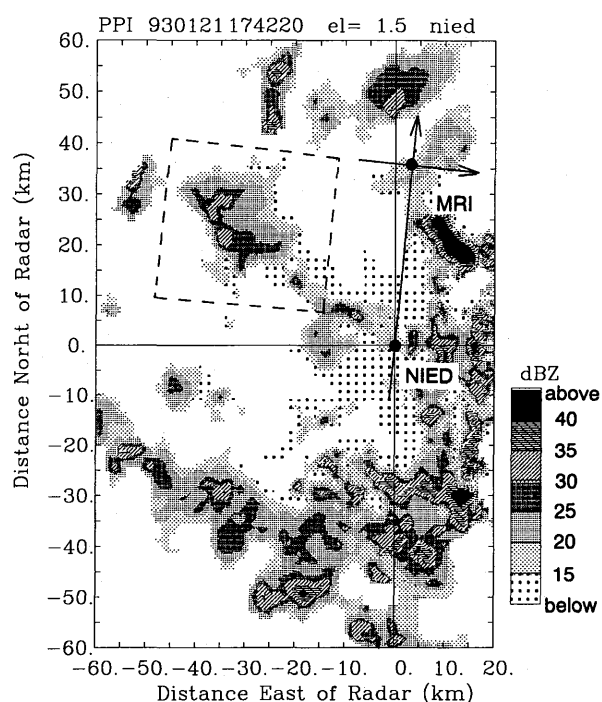 PPI 930121 174220 el= 1.5 nied
60.
50.
40.
30.
20.
10.
0.
-10.
-20.
-30.
-40.
-50.
-60.
Distance Norht of Radar (km)
MRI
NIED
dBZ
above
40
35
30
25
20
15
below
-60.-50.-40.-30.-20.-10. 0. 10. 20.
Distance East of Radar (km)